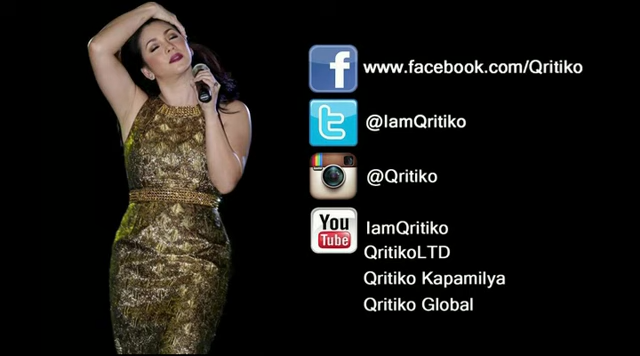 www.facebook.com/Qritiko
@IamQritiko
@Qritiko
You
Tube
IamQritiko
QritikoLTD
Qritiko Kapamilya
Qritiko Global